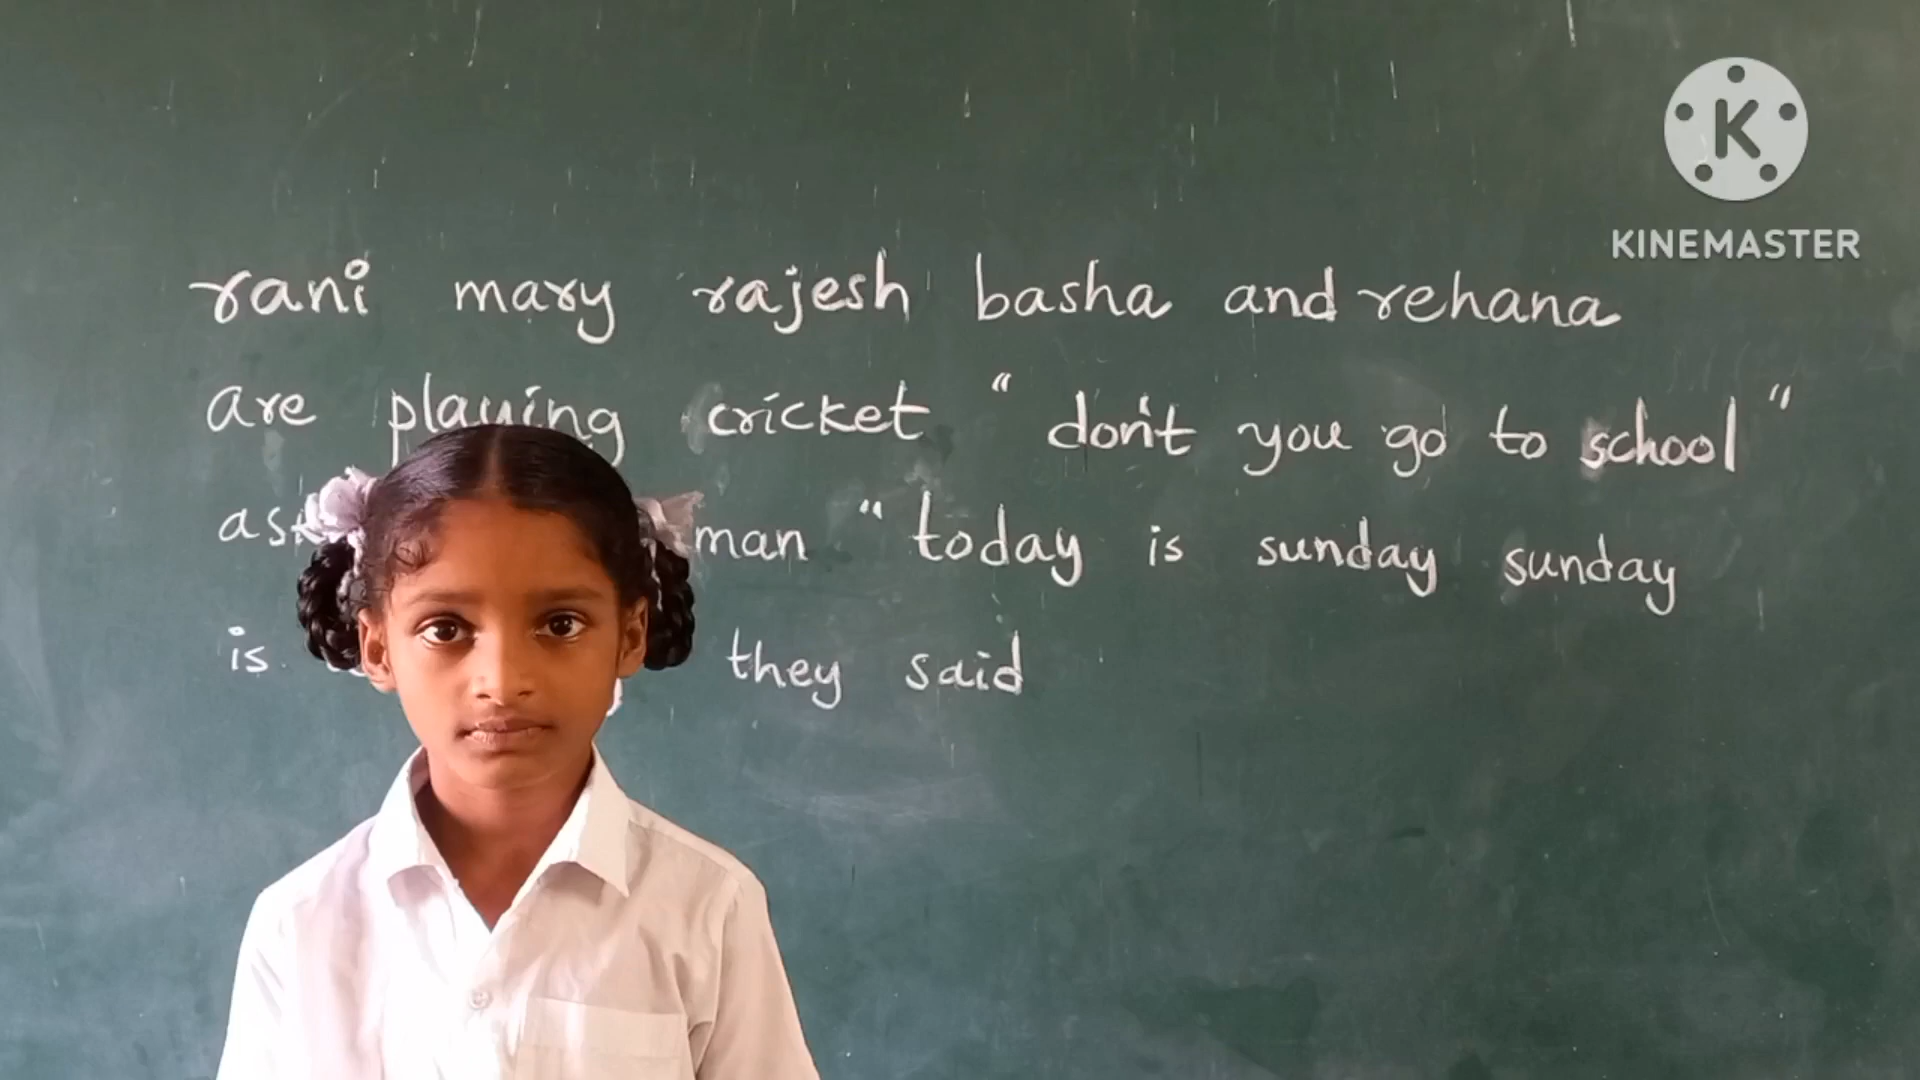 rani mary rajesh basha and rehana
are playing cricket " don't you go to school "
man " today is sunday sunday
is they said
K
KINEMASTER